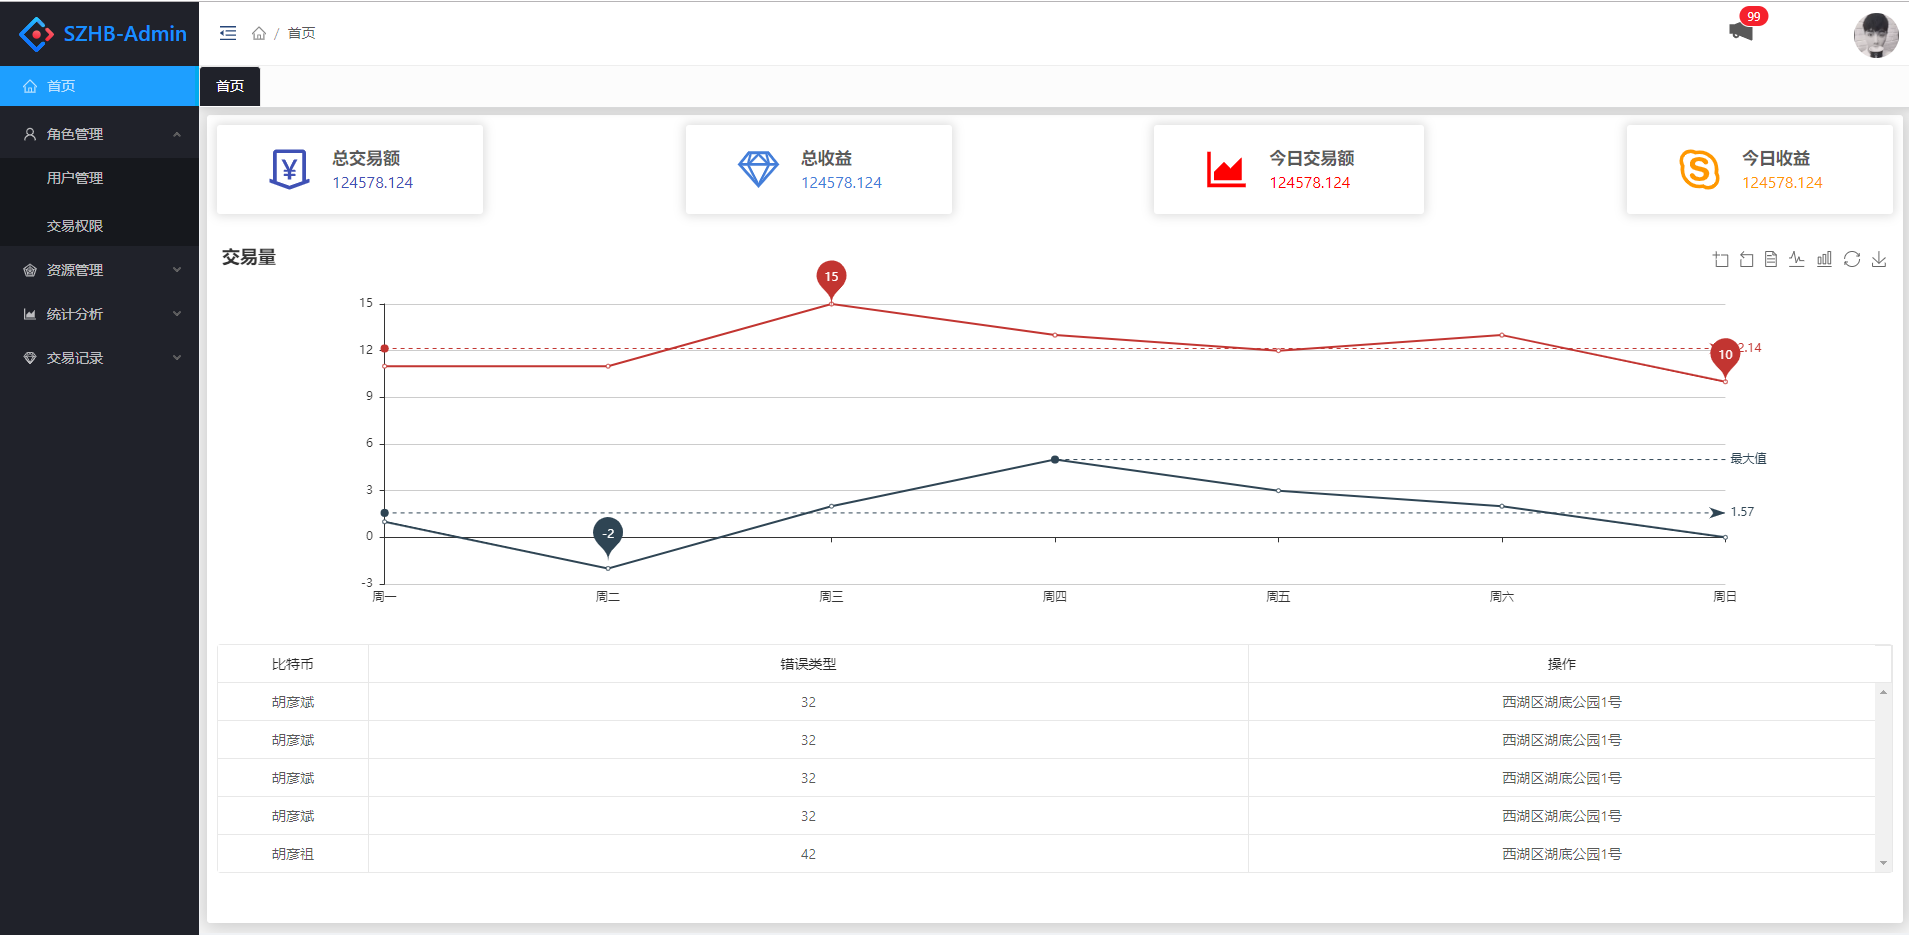 SZHB-Admin
/ 首页
99
首页
首页
角色管理
用户管理
交易权限
资源管理
统计分析
交易记录
总交易额
124578.124
总收益
124578.124
今日交易额
124578.124
今日收益
124578.124
交易量
15
12
9
6
3
0
-3
15
10
2.14
最大值
-2
1.57
周一 周二 周三 周四 周五 周六 周日
比特币 错误类型 操作
胡彦斌 32 西湖区湖底公园1号
胡彦斌 32 西湖区湖底公园1号
胡彦斌 32 西湖区湖底公园1号
胡彦斌 32 西湖区湖底公园1号
胡彦祖 42 西湖区湖底公园1号